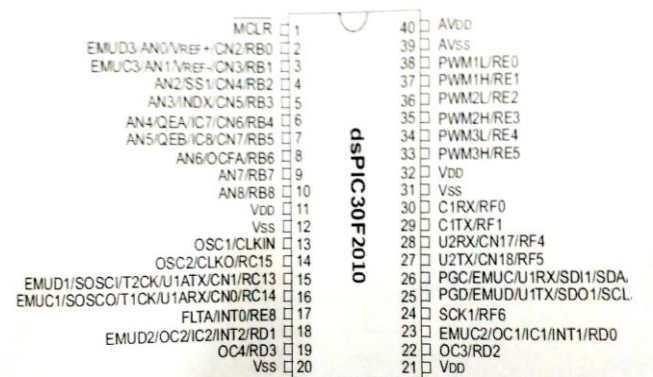 MCLR 1
EMUD3/AN0/VREF+/CN2/RB0 2
EMUC3/AN1/VREF-/CN3/RB1 3
AN2/SS1/CN4/RB2 4
AN3/INDX/CN5/RB3 5
AN4/QEA/IC7/CN6/RB4 6
AN5/QEB/IC8/CN7/RB5 7
AN6/OCFA/RB6 8
AN7/RB7 9
AN8/RB8 10
VDD 11
VSS 12
OSC1/CLKIN 13
OSC2/CLKO/RC15 14
EMUD1/SOSCI/T2CK/U1ATX/CN1/RC13 15
EMUC1/SOSCO/T1CK/U1ARX/CN0/RC14 16
FLTA/INT0/RE8 17
EMUD2/OC2/IC2/INT2/RD1 18
OC4/RD3 19
VSS 20
dsPIC30F2010
40 AVDD
39 AVSS
38 PWM1L/RE0
37 PWM1H/RE1
36 PWM2L/RE2
35 PWM2H/RE3
34 PWM3L/RE4
33 PWM3H/RE5
32 VDD
31 VSS
30 C1RX/RF0
29 C1TX/RF1
28 U2RX/CN17/RF4
27 U2TX/CN18/RF5
26 PGC/EMUC/U1RX/SDI1/SDA
25 PGD/EMUD/U1TX/SDO1/SCL
24 SCK1/RF6
23 EMUC2/OC1/IC1/INT1/RD0
22 OC3/RD2
21 VDD